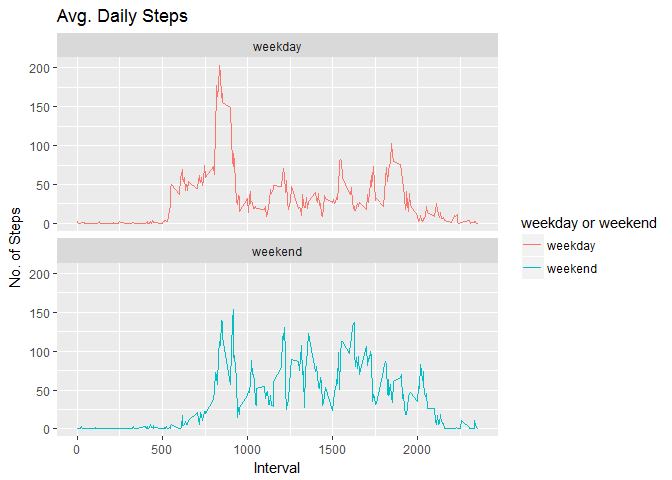 Avg. Daily Steps
weekday
200
150
100
50
0
weekend
200
150
100
50
0
No. of Steps
0
500
1000
1500
2000
Interval
weekday or weekend
weekday
weekend